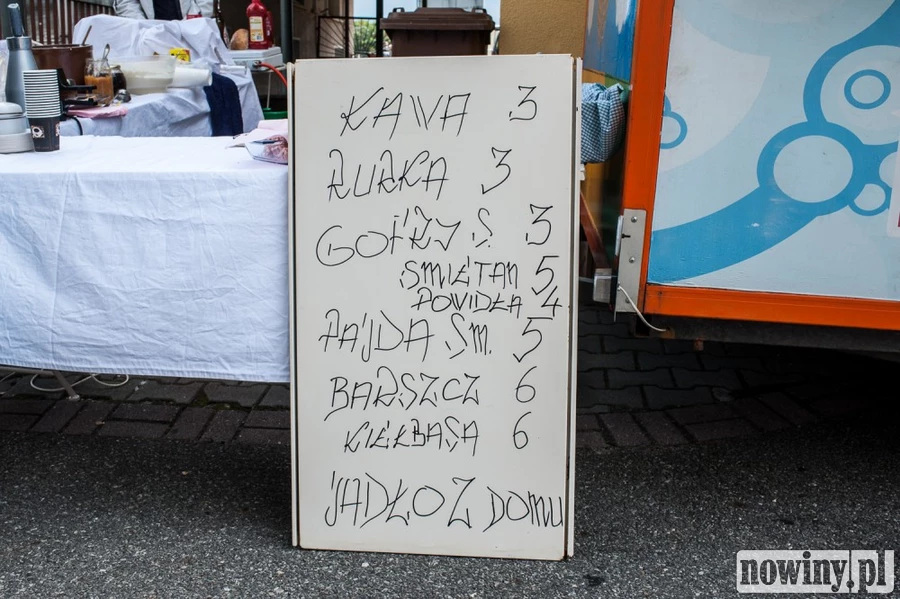 KAWA 3
RURKA 3
GOFRY Ś 3
ŚMIETAN 5
POWIDŁA 4
PAJDA SM. 5
BARSZCZ 6
KIEŁBASA 6
JADŁO Z DOMU
nowiny.pl